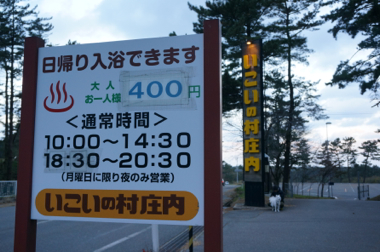 日帰り入浴できます
大人
お一人様 400円
＜通常時間＞
10:00〜14:30
18:30〜20:30
(月曜日に限り夜のみ営業)
いこいの村庄内
いこいの村庄内